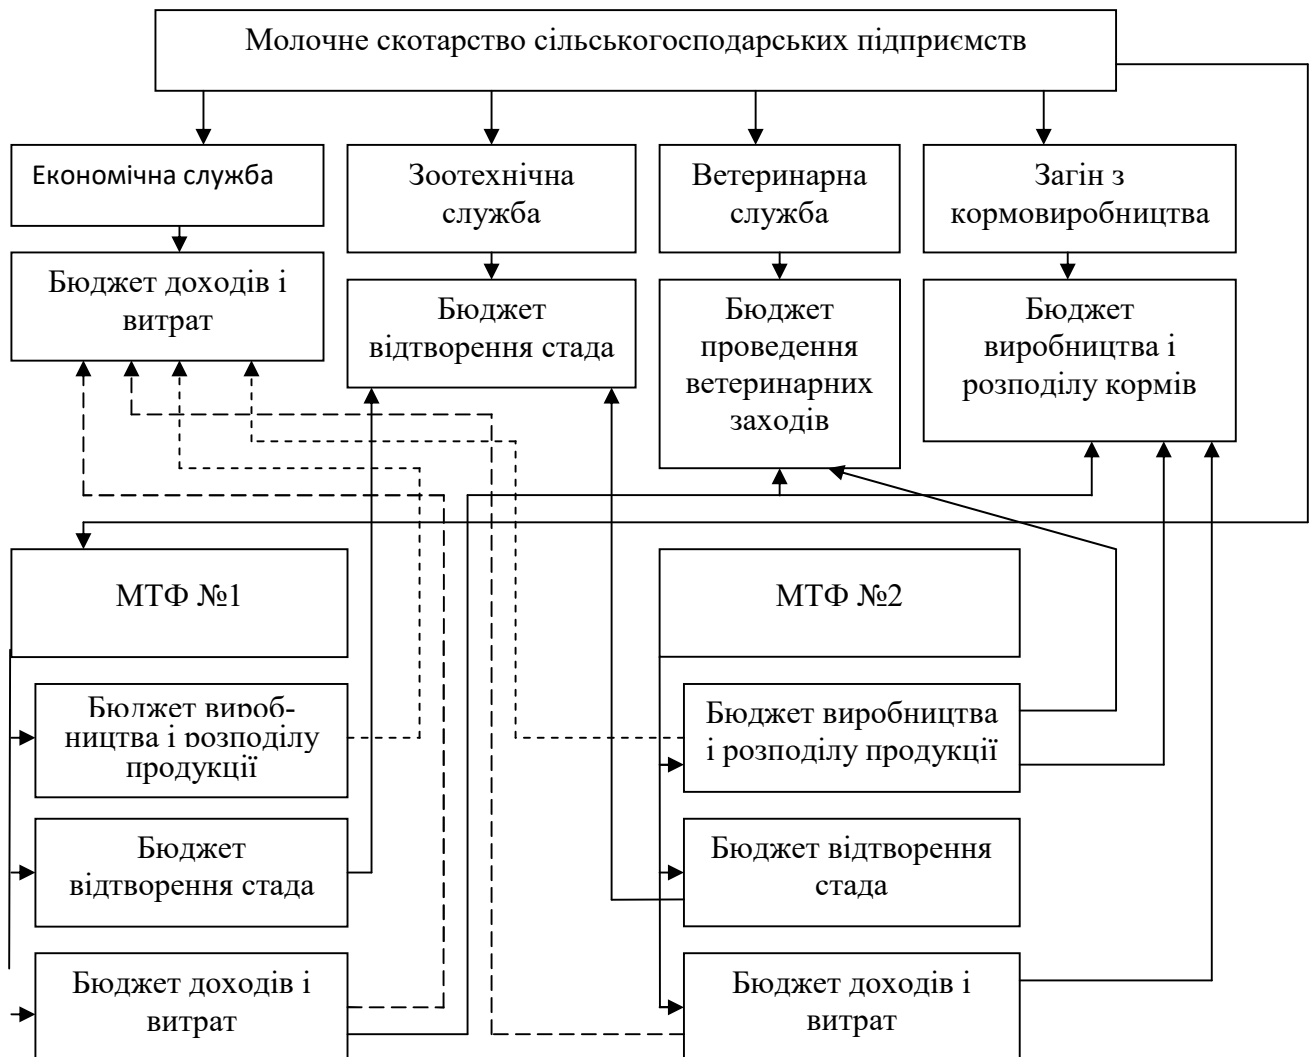 Молочне скотарство сільськогосподарських підприємств
Економічна служба
Зоотехнічна
служба
Ветеринарна
служба
Загін з
кормовиробництва
Бюджет доходів і
витрат
Бюджет
відтворення стада
Бюджет
проведення
ветеринарних
заходів
Бюджет
виробництва і
розподілу кормів
МТФ №1
МТФ №2
Бюджет вироб-
ництва і розподілу
продукції
Бюджет виробництва
і розподілу продукції
Бюджет
відтворення стада
Бюджет відтворення
стада
Бюджет доходів і
витрат
Бюджет доходів і
витрат